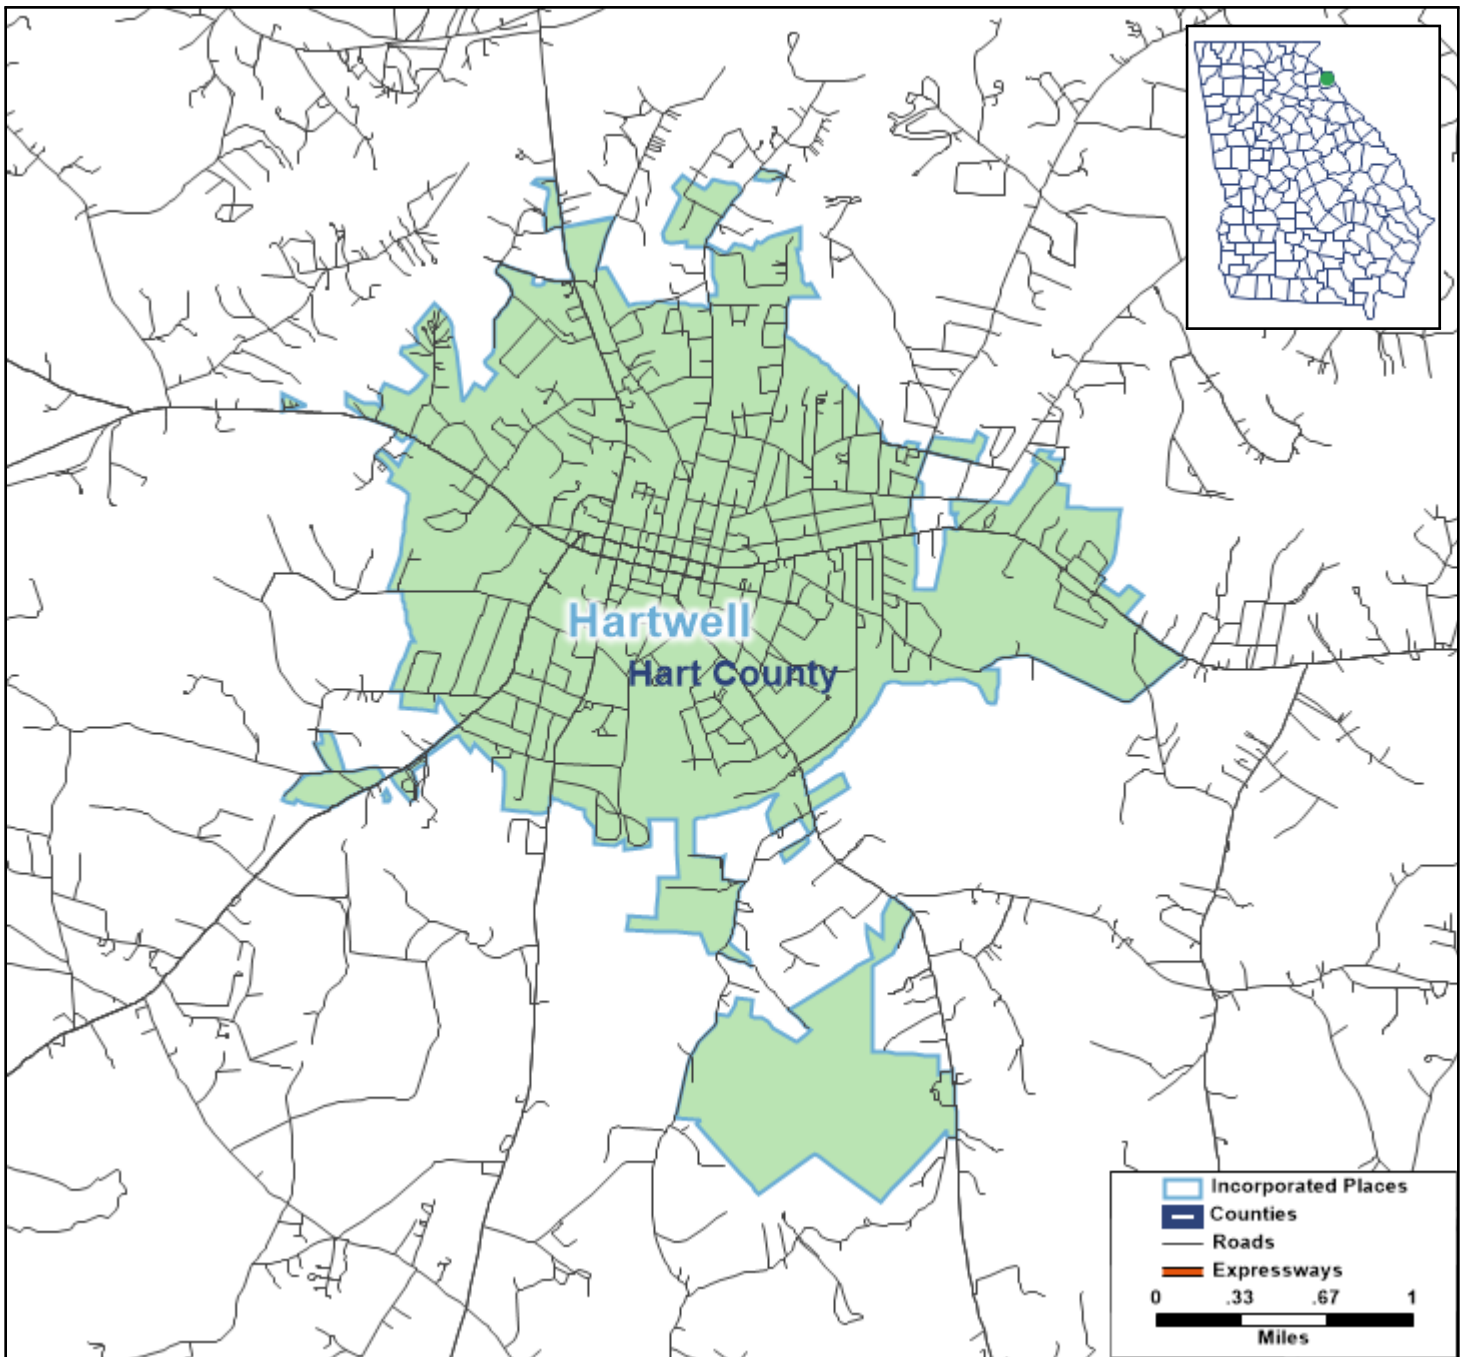 Hartwell
Hart County
Incorporated Places
Counties
Roads
Expressways
0 .33 .67 1
Miles